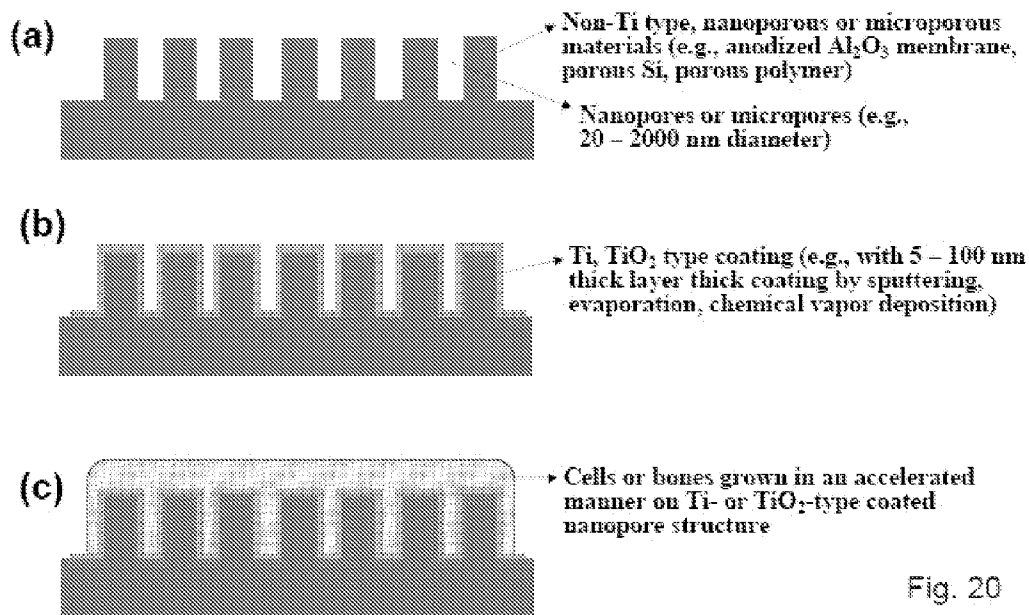 (a)
Non-Ti type, nanoporous or microporous
materials (e.g., anodized Al₂O₃ membrane,
porous Si, porous polymer)
Nanopores or micropores (e.g.,
20 – 2000 nm diameter)
(b)
Ti, TiO₂ type coating (e.g., with 5 – 100 nm
thick layer thick coating by sputtering,
evaporation, chemical vapor deposition)
(c)
Cells or bones grown in an accelerated
manner on Ti- or TiO₂-type coated
nanopore structure
Fig. 20